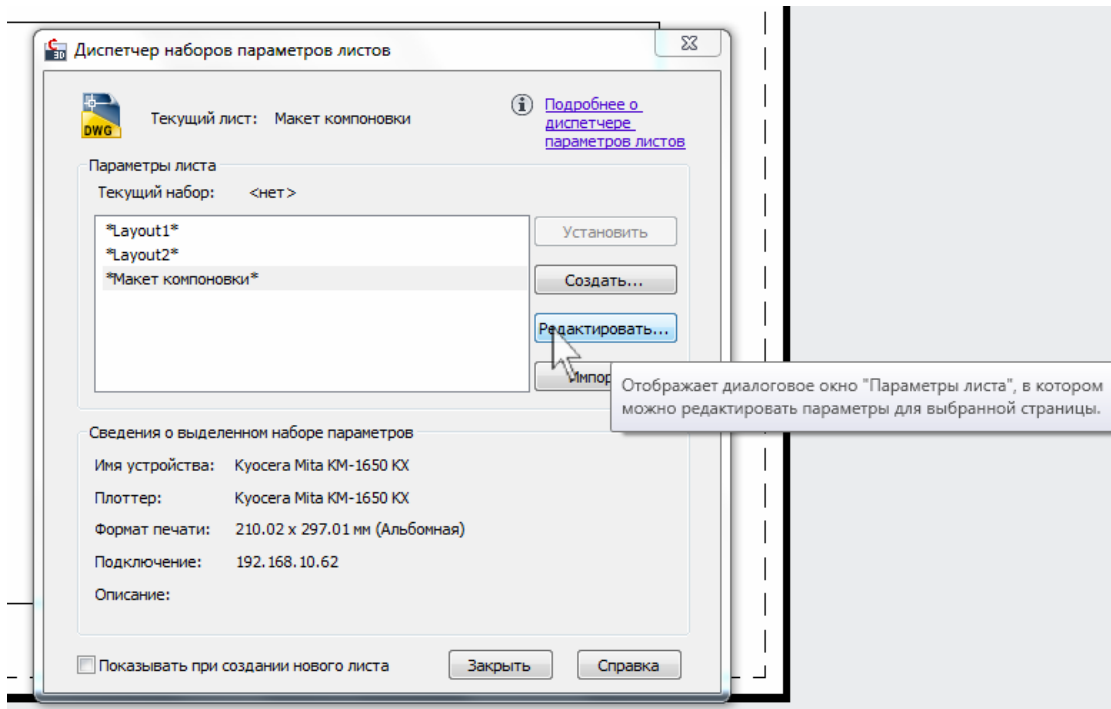 Диспетчер наборов параметров листов
DWG
Текущий лист: Макет компоновки
Подробнее о
диспетчере
параметров листов
Параметры листа
Текущий набор: <нет>
*Layout1*
*Layout2*
*Макет компоновки*
Установить
Создать...
Редактировать...
Отображает диалоговое окно "Параметры листа", в котором
можно редактировать параметры для выбранной страницы.
Сведения о выделенном наборе параметров
Имя устройства: Kyocera Mita KM-1650 KX
Плоттер: Kyocera Mita KM-1650 KX
Формат печати: 210.02 x 297.01 мм (Альбомная)
Подключение: 192.168.10.62
Описание:
Показывать при создании нового листа
Закрыть
Справка